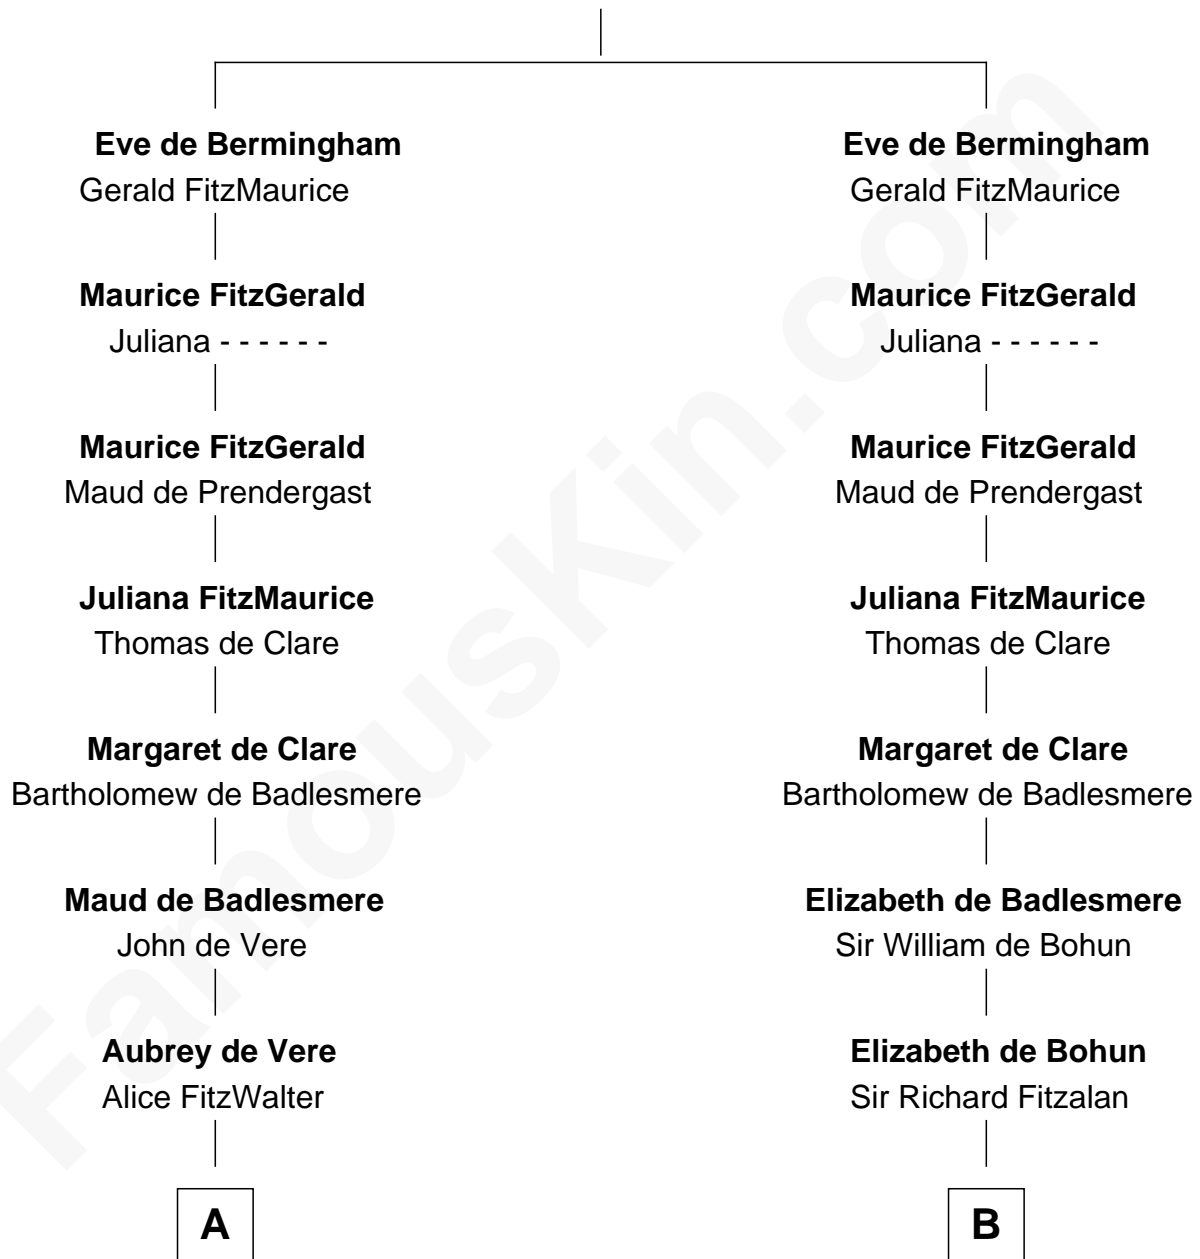 Eve de Bermingham
Gerald FitzMaurice
Maurice FitzGerald
Juliana - - - - - -
Maurice FitzGerald
Maud de Prendergast
Juliana FitzMaurice
Thomas de Clare
Margaret de Clare
Bartholomew de Badlesmere
Maud de Badlesmere
John de Vere
Aubrey de Vere
Alice FitzWalter
A
Eve de Bermingham
Gerald FitzMaurice
Maurice FitzGerald
Juliana - - - - - -
Maurice FitzGerald
Maud de Prendergast
Juliana FitzMaurice
Thomas de Clare
Margaret de Clare
Bartholomew de Badlesmere
Elizabeth de Badlesmere
Sir William de Bohun
Elizabeth de Bohun
Sir Richard Fitzalan
B
FamousKin.com